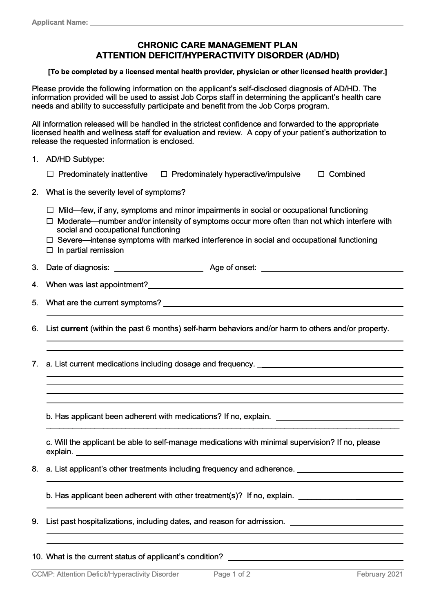 Applicant Name:
CHRONIC CARE MANAGEMENT PLAN
ATTENTION DEFICIT/HYPERACTIVITY DISORDER (AD/HD)
[To be completed by a licensed mental health provider, physician or other licensed health provider.]
Please provide the following information on the applicant's self-disclosed diagnosis of AD/HD. The
information provided will be used to assist Job Corps staff in determining the applicant's health care
needs and ability to successfully participate and benefit from the Job Corps program.
All information released will be handled in the strictest confidence and forwarded to the appropriate
licensed health and wellness staff for evaluation and review. A copy of your patient's authorization to
release the requested information is enclosed.
1. AD/HD Subtype:
☐ Predominately inattentive ☐ Predominately hyperactive/impulsive ☐ Combined
2. What is the severity level of symptoms?
☐ Mild—few, if any, symptoms and minor impairments in social or occupational functioning
☐ Moderate—number and/or intensity of symptoms occur more often than not which interfere with
social and occupational functioning
☐ Severe—intense symptoms with marked interference in social and occupational functioning
☐ In partial remission
3. Date of diagnosis: Age of onset:
4. When was last appointment?
5. What are the current symptoms?
6. List current (within the past 6 months) self-harm behaviors and/or harm to others and/or property.
7. a. List current medications including dosage and frequency.
b. Has applicant been adherent with medications? If no, explain.
c. Will the applicant be able to self-manage medications with minimal supervision? If no, please
explain.
8. a. List applicant's other treatments including frequency and adherence.
b. Has applicant been adherent with other treatment(s)? If no, explain.
9. List past hospitalizations, including dates, and reason for admission.
10. What is the current status of applicant's condition?
CCMP: Attention Deficit/Hyperactivity Disorder Page 1 of 2 February 2021